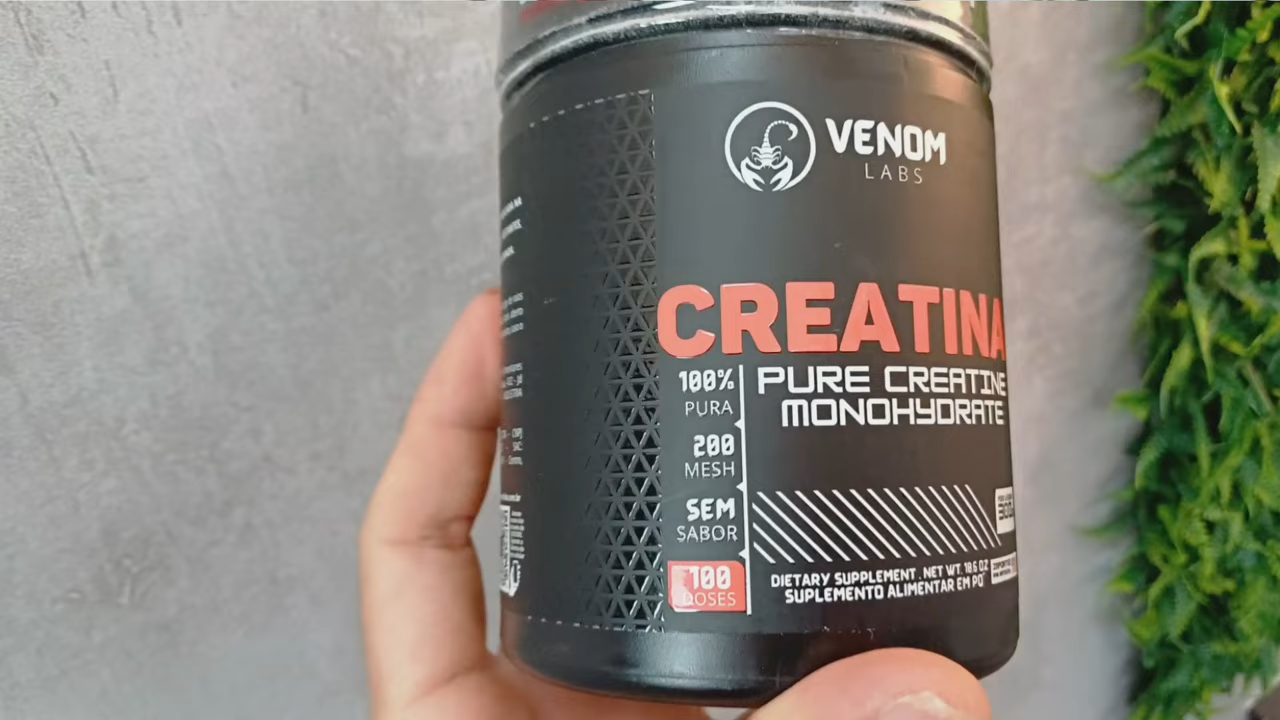 VENOM
LABS
CREATINA
PURE CREATINE
MONOHYDRATE
100%
PURA
200
MESH
SEM
SABOR
100
DOSES
DIETARY SUPPLEMENT . NET WT. 18.6 OZ
SUPLEMENTO ALIMENTAR EM PÓ